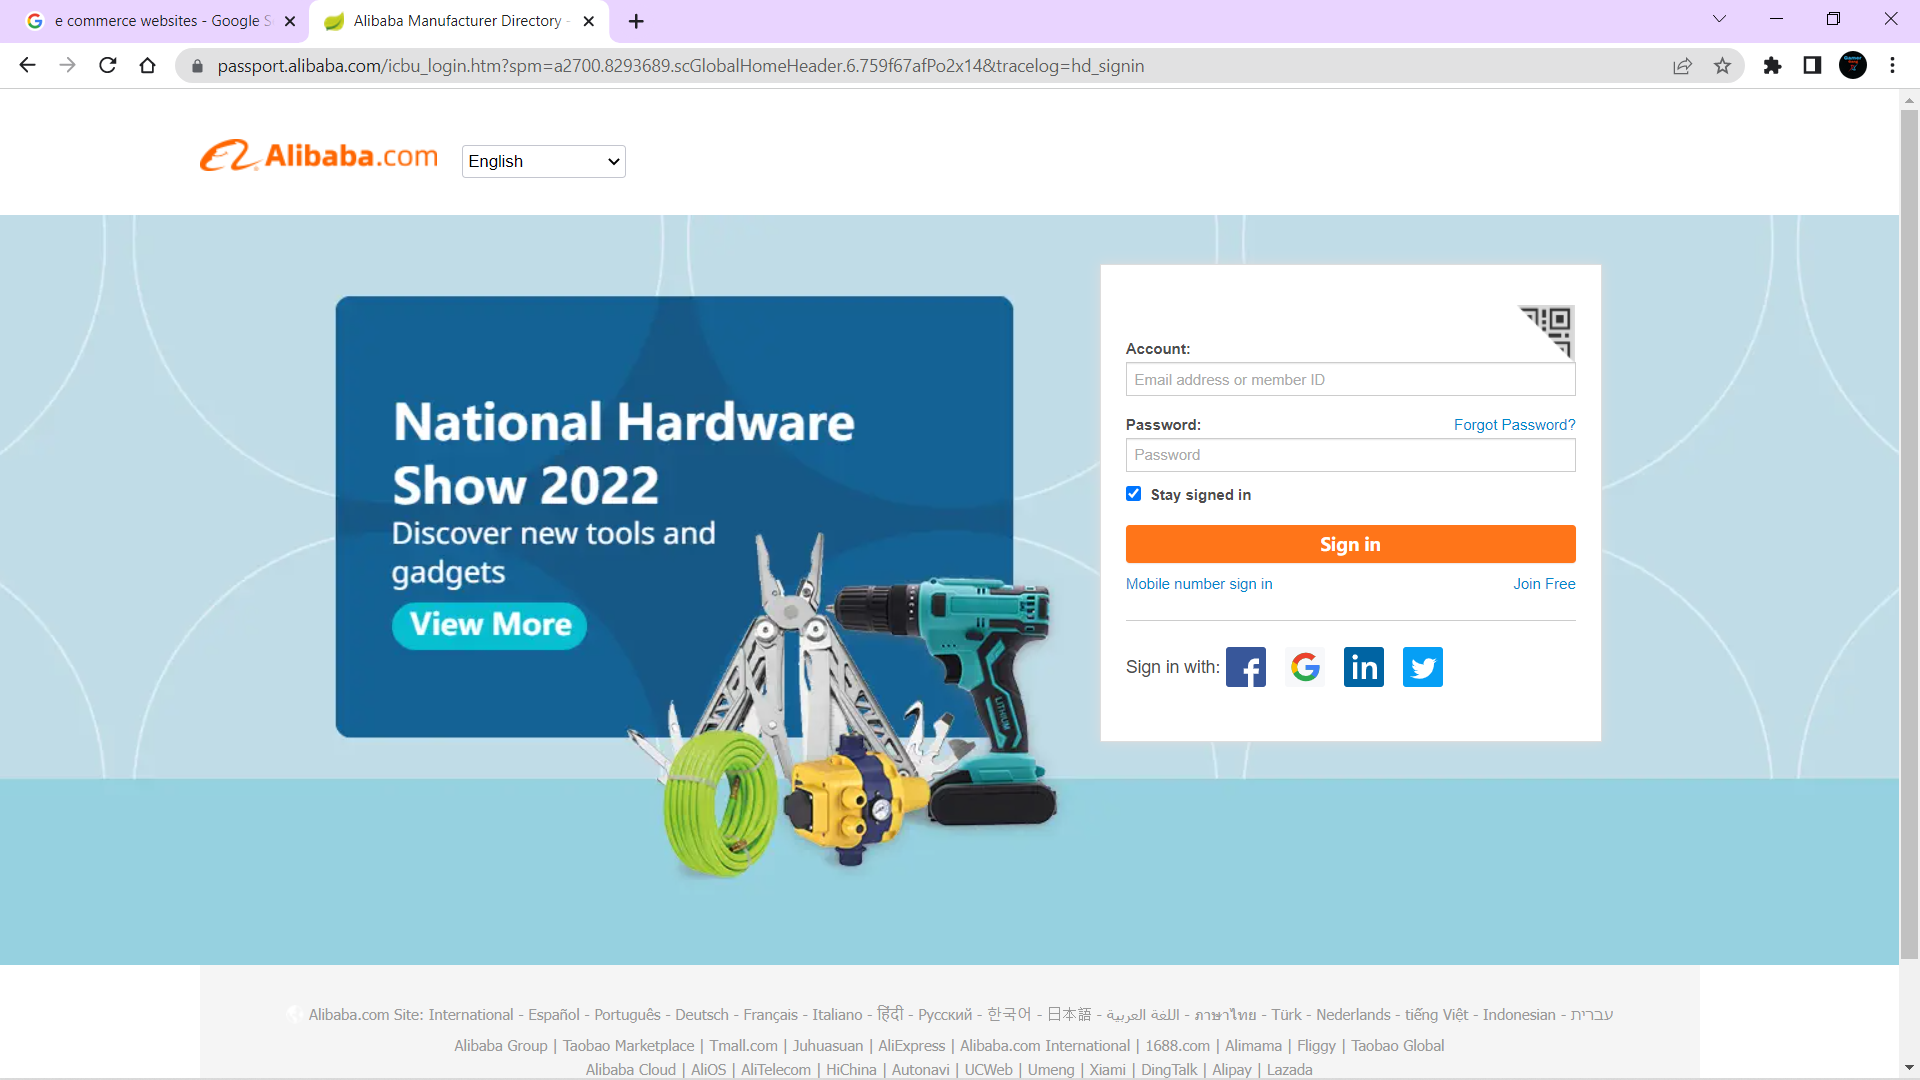 e commerce websites - Google S
Alibaba Manufacturer Directory -
passport.alibaba.com/icbu_login.htm?spm=a2700.8293689.scGlobalHomeHeader.6.759f67afPo2x14&tracelog=hd_signin
Alibaba.com
English
National Hardware
Show 2022
Discover new tools and
gadgets
View More
LITHIUM
Account:
Email address or member ID
Password:
Forgot Password?
Password
Stay signed in
Sign in
Mobile number sign in
Join Free
Sign in with:
Alibaba.com Site: International - Español - Português - Deutsch - Français - Italiano - हिंदी - Русский - 한국어 - 日本語 - اللغة العربية - ภาษาไทย - Türk - Nederlands - tiếng Việt - Indonesian - עברית
Alibaba Group | Taobao Marketplace | Tmall.com | Juhuasuan | AliExpress | Alibaba.com International | 1688.com | Alimama | Fliggy | Taobao Global
Alibaba Cloud | AliOS | AliTelecom | HiChina | Autonavi | UCWeb | Umeng | Xiami | DingTalk | Alipay | Lazada